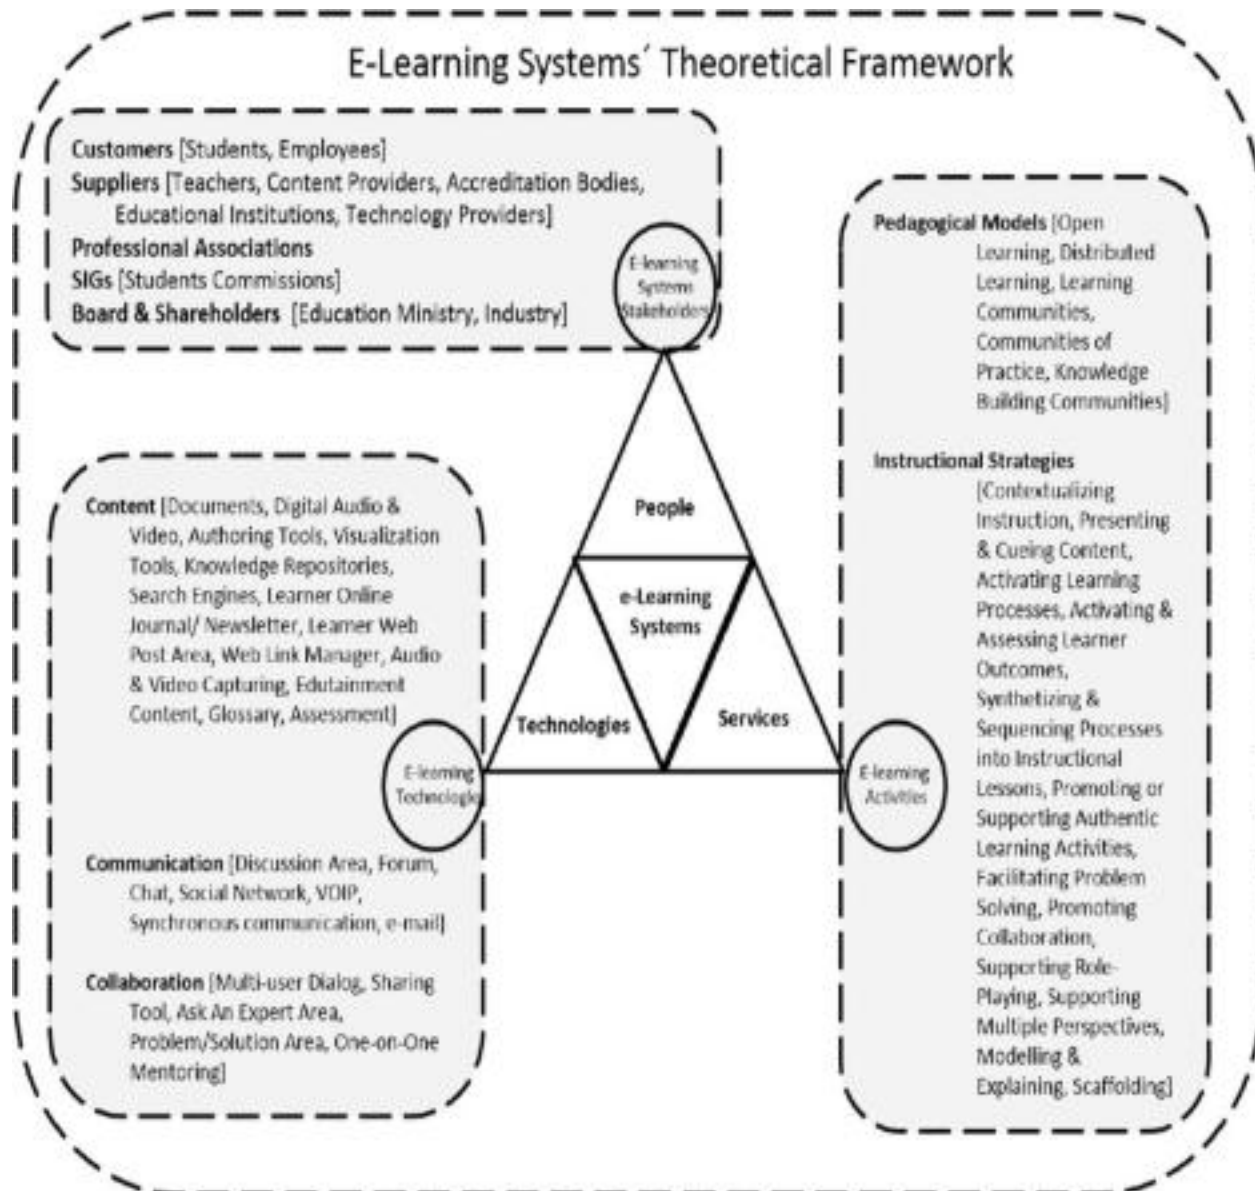 E-Learning Systems´ Theoretical Framework
Customers [Students, Employees]
Suppliers [Teachers, Content Providers, Accreditation Bodies,
Educational Institutions, Technology Providers]
Professional Associations
SIGs [Students Commissions]
Board & Shareholders [Education Ministry, Industry]
E-learning
Systems
Stakeholders
Pedagogical Models [Open
Learning, Distributed
Learning, Learning
Communities,
Communities of
Practice, Knowledge
Building Communities]
Instructional Strategies
[Contextualizing
Instruction, Presenting
& Cueing Content,
Activating Learning
Processes, Activating &
Assessing Learner
Outcomes,
Synthetizing &
Sequencing Processes
into Instructional
Lessons, Promoting or
Supporting Authentic
Learning Activities,
Facilitating Problem
Solving, Promoting
Collaboration,
Supporting Role-
Playing, Supporting
Multiple Perspectives,
Modelling &
Explaining, Scaffolding]
People
e-Learning
Systems
Technologies
Services
Content [Documents, Digital Audio &
Video, Authoring Tools, Visualization
Tools, Knowledge Repositories,
Search Engines, Learner Online
Journal/ Newsletter, Learner Web
Post Area, Web Link Manager, Audio
& Video Capturing, Edutainment
Content, Glossary, Assessment]
E-learning
Technologie
E-learning
Activities
Communication [Discussion Area, Forum,
Chat, Social Network, VOIP,
Synchronous communication, e-mail]
Collaboration [Multi-user Dialog, Sharing
Tool, Ask An Expert Area,
Problem/Solution Area, One-on-One
Mentoring]